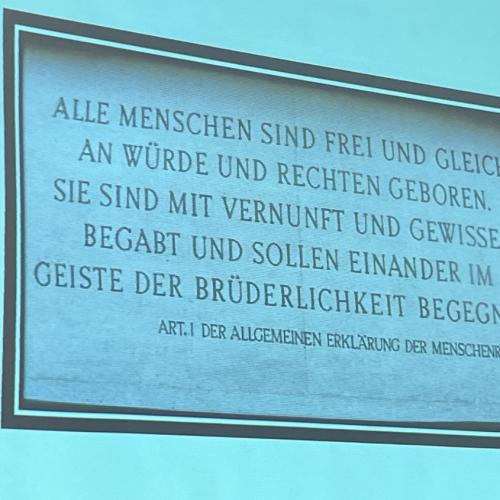 ALLE MENSCHEN SIND FREI UND GLEICH
AN WÜRDE UND RECHTEN GEBOREN.
SIE SIND MIT VERNUNFT UND GEWISSE
BEGABT UND SOLLEN EINANDER IM
GEISTE DER BRÜDERLICHKEIT BEGEGN
ART. I DER ALLGEMEINEN ERKLÄRUNG DER MENSCHENR